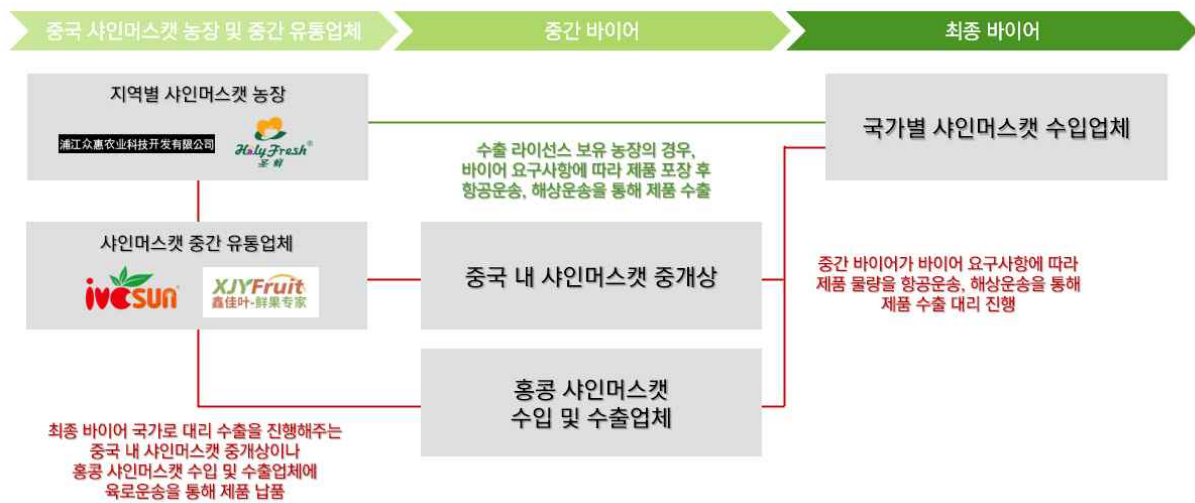 중국 샤인머스캣 농장 및 중간 유통업체
중간 바이어
최종 바이어
지역별 샤인머스캣 농장
浦江众惠农业科技开发有限公司
Holy Fresh®
圣鲜
수출 라이선스 보유 농장의 경우,
바이어 요구사항에 따라 제품 포장 후
항공운송, 해상운송을 통해 제품 수출
국가별 샤인머스캣 수입업체
샤인머스캣 중간 유통업체
ivesun
XJYFruit
鑫佳叶-鲜果专家
중국 내 샤인머스캣 중개상
중간 바이어가 바이어 요구사항에 따라
제품 물량을 항공운송, 해상운송을 통해
제품 수출 대리 진행
홍콩 샤인머스캣
수입 및 수출업체
최종 바이어 국가로 대리 수출을 진행해주는
중국 내 샤인머스캣 중개상이나
홍콩 샤인머스캣 수입 및 수출업체에
육로운송을 통해 제품 납품